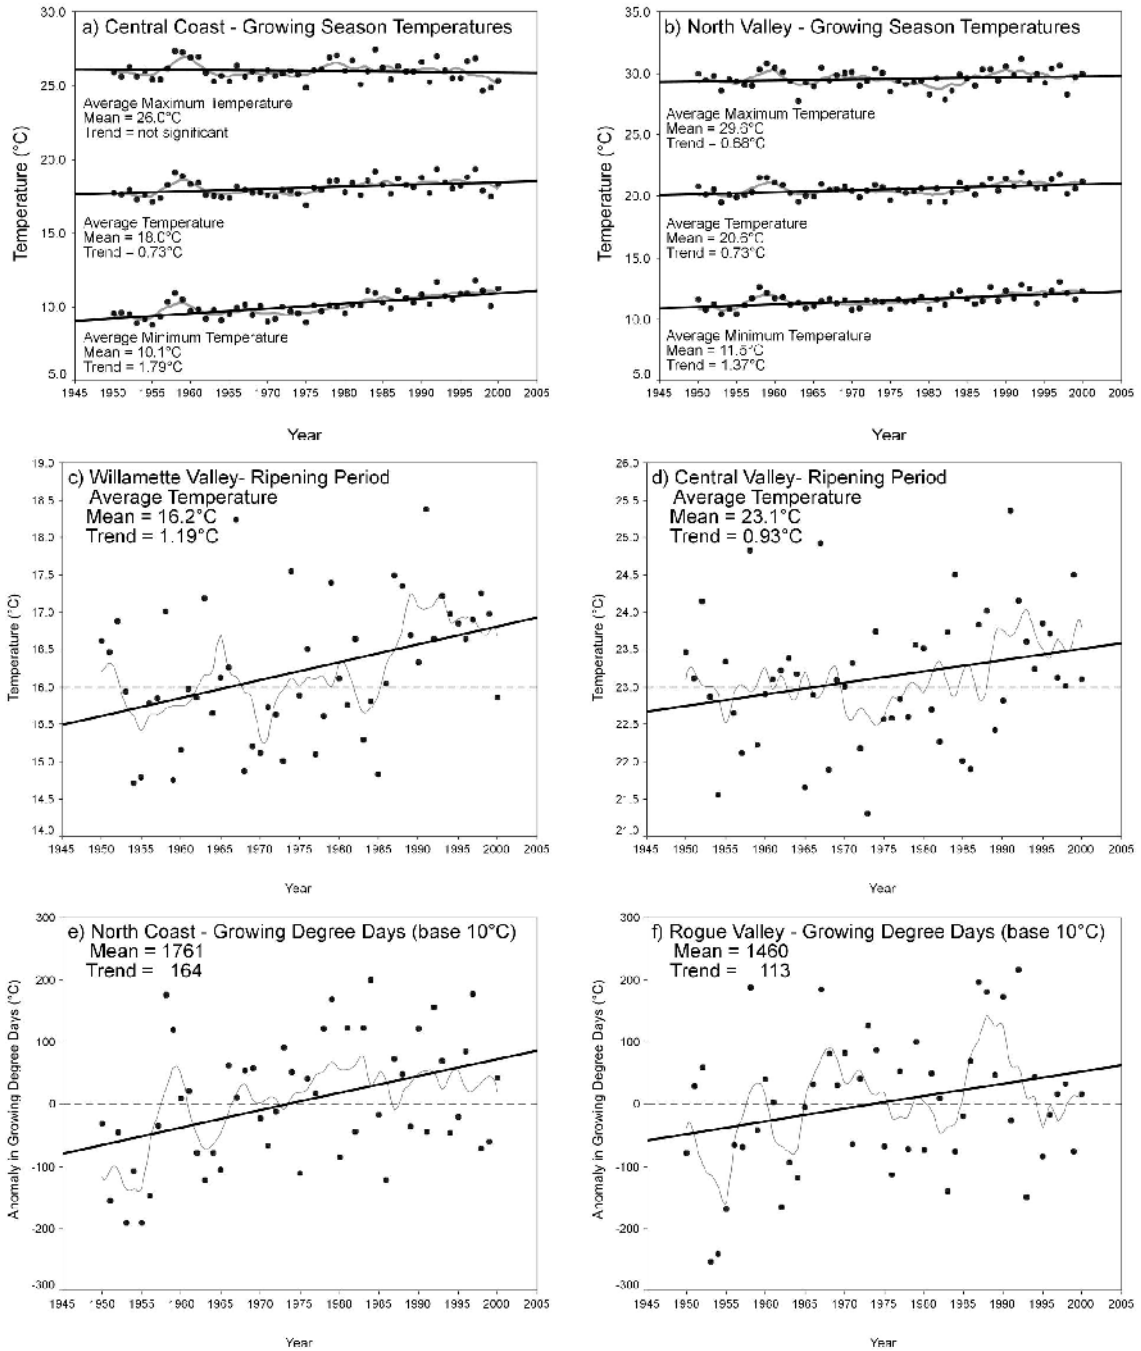 a) Central Coast - Growing Season Temperatures
30.0
25.0
20.0
15.0
10.0
5.0
Temperature (°C)
Average Maximum Temperature
Mean = 26.0°C
Trend = not significant
Average Temperature
Mean = 18.0°C
Trend = 0.73°C
Average Minimum Temperature
Mean = 10.1°C
Trend = 1.79°C
1945 1950 1955 1960 1965 1970 1975 1980 1985 1990 1995 2000 2005
Year
b) North Valley - Growing Season Temperatures
35.0
30.0
25.0
20.0
15.0
10.0
5.0
Temperature (°C)
Average Maximum Temperature
Mean = 29.6°C
Trend = 0.68°C
Average Temperature
Mean = 20.6°C
Trend = 0.73°C
Average Minimum Temperature
Mean = 11.5°C
Trend = 1.37°C
1945 1950 1955 1960 1965 1970 1975 1980 1985 1990 1995 2000 2005
Year
c) Willamette Valley- Ripening Period
Average Temperature
Mean = 16.2°C
Trend = 1.19°C
19.0
18.5
18.0
17.5
17.0
16.5
16.0
15.5
15.0
14.5
14.0
Temperature (°C)
1945 1950 1955 1960 1965 1970 1975 1980 1985 1990 1995 2000 2005
Year
d) Central Valley- Ripening Period
Average Temperature
Mean = 23.1°C
Trend = 0.93°C
26.0
25.5
25.0
24.5
24.0
23.5
23.0
22.5
22.0
21.5
21.0
Temperature (°C)
1945 1950 1955 1960 1965 1970 1975 1980 1985 1990 1995 2000 2005
Year
e) North Coast - Growing Degree Days (base 10°C)
Mean = 1761
Trend = 164
300
200
100
0
-100
-200
-300
Anomaly in Growing Degree Days (°C)
1945 1950 1955 1960 1965 1970 1975 1980 1985 1990 1995 2000 2005
Year
f) Rogue Valley - Growing Degree Days (base 10°C)
Mean = 1460
Trend = 113
300
200
100
0
-100
-200
-300
Anomaly in Growing Degree Days (°C)
1945 1950 1955 1960 1965 1970 1975 1980 1985 1990 1995 2000 2005
Year